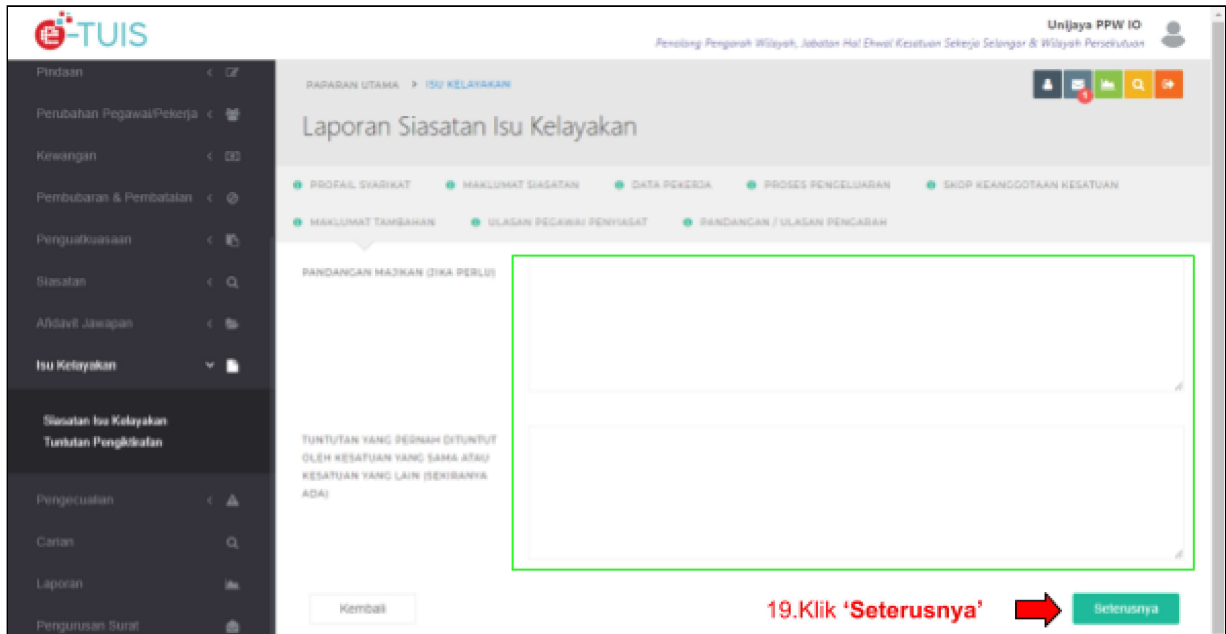 e-TUIS
Unijaya PPW IO
Penolong Pengarah Wilayah, Jabatan Hal Ehwal Kesatuan Sekerja Selangor & Wilayah Persekutuan
Pindaan
Perubahan Pegawai/Pekerja
Kewangan
Pembubaran & Pembatalan
Penguatkuasaan
Siasatan
Afidavit Jawapan
Isu Kelayakan
Siasatan Isu Kelayakan
Tuntutan Pengiktirafan
Pengecualian
Carian
Laporan
Pengurusan Surat
PAPARAN UTAMA > ISU KELAYAKAN
1
Laporan Siasatan Isu Kelayakan
PROFAIL SYARIKAT MAKLUMAT SIASATAN DATA PEKERJA PROSES PENGELUARAN SKOP KEANGGOTAAN KESATUAN
MAKLUMAT TAMBAHAN ULASAN PEGAWAI PENYIASAT PANDANGAN / ULASAN PENGARAH
PANDANGAN MAJIKAN (JIKA PERLU)
TUNTUTAN YANG PERNAH DITUNTUT
OLEH KESATUAN YANG SAMA ATAU
KESATUAN YANG LAIN (SEKIRANYA
ADA)
Kembali
19.Klik ‘Seterusnya’
Seterusnya